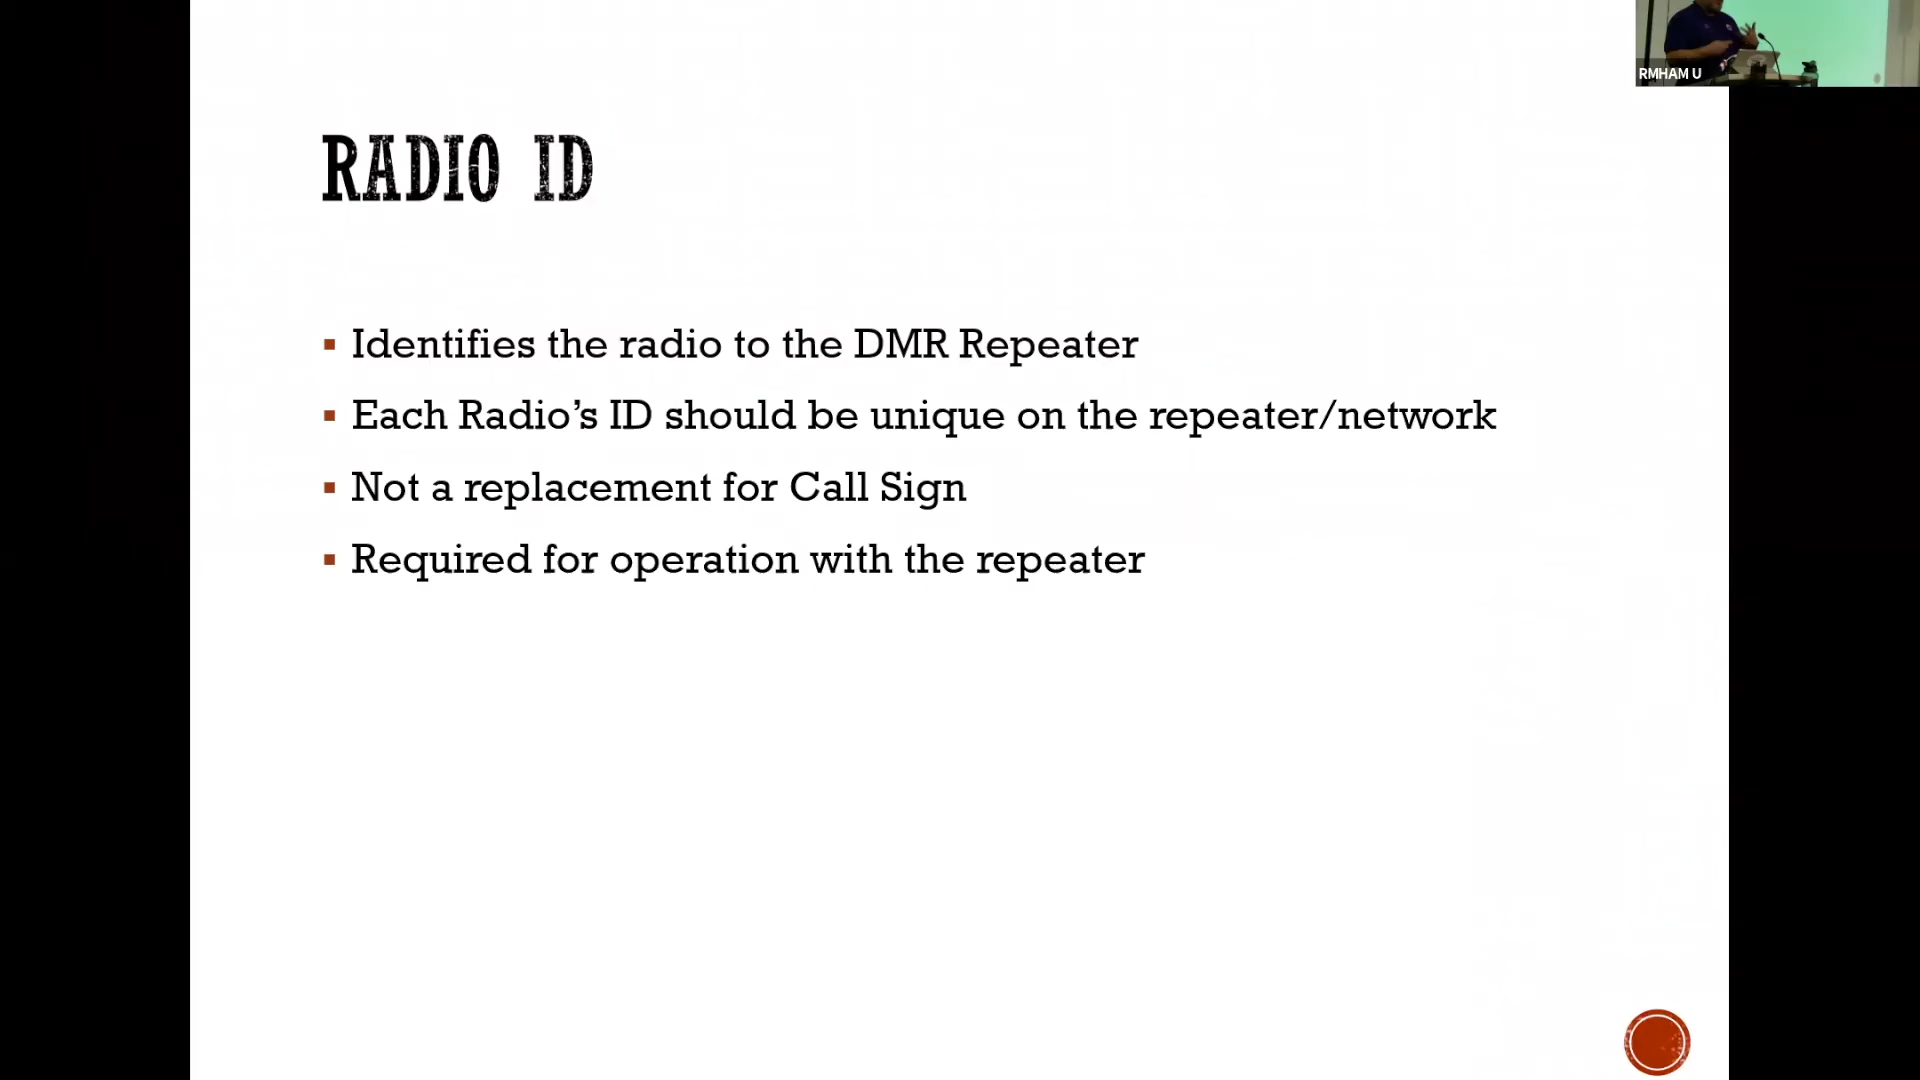 RMHAM U
RADIO ID
▪ Identifies the radio to the DMR Repeater
▪ Each Radio’s ID should be unique on the repeater/network
▪ Not a replacement for Call Sign
▪ Required for operation with the repeater